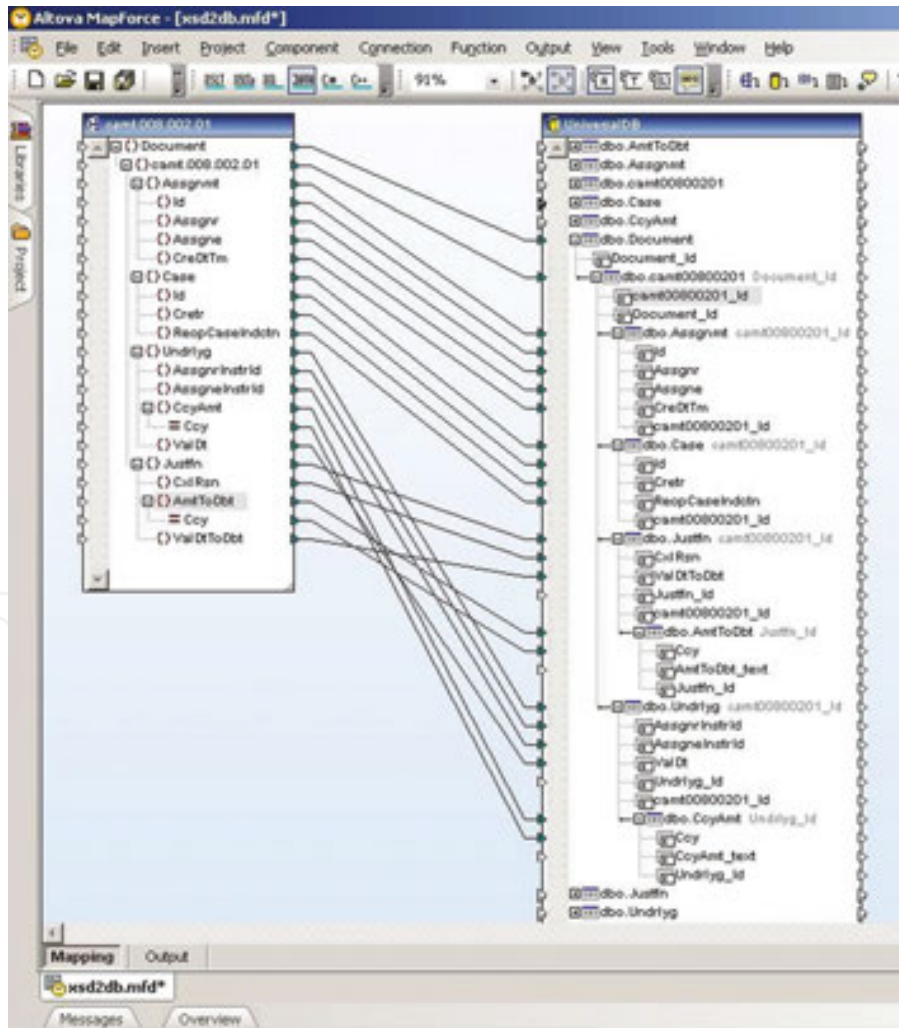 Altova MapForce - [xsd2db.mfd*]
File Edit Insert Project Component Connection Function Output View Tools Window Help
91%
Libraries
Project
camt.008.002.01
Document
camt.008.002.01
Assgnmt
Id
Assgnr
Assgne
CreDtTm
Case
Id
Cretr
ReopCaseIndctn
Undrlyg
AssgnrInstrId
AssgneInstrId
CcyAmt
Ccy
ValDt
Justfn
CxlRsn
AmtToDbt
Ccy
ValDtToDbt
UniversalDB
dbo.AmtToDbt
dbo.Assgnmt
dbo.camt00800201
dbo.Case
dbo.CcyAmt
dbo.Document
Document_Id
dbo.camt00800201 Document_Id
camt00800201_Id
Document_Id
dbo.Assgnmt camt00800201_Id
Id
Assgnr
Assgne
CreDtTm
camt00800201_Id
dbo.Case camt00800201_Id
Id
Cretr
ReopCaseIndctn
camt00800201_Id
dbo.Justfn camt00800201_Id
CxlRsn
ValDtToDbt
Justfn_Id
camt00800201_Id
dbo.AmtToDbt Justfn_Id
Ccy
AmtToDbt_text
Justfn_Id
dbo.Undrlyg camt00800201_Id
AssgnrInstrId
AssgneInstrId
ValDt
Undrlyg_Id
camt00800201_Id
dbo.CcyAmt Undrlyg_Id
Ccy
CcyAmt_text
Undrlyg_Id
dbo.Justfn
dbo.Undrlyg
Mapping Output
xsd2db.mfd*
Messages Overview